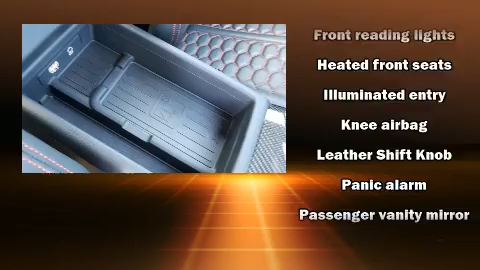 Front reading lights
Heated front seats
Illuminated entry
Knee airbag
Leather Shift Knob
Panic alarm
Passenger vanity mirror